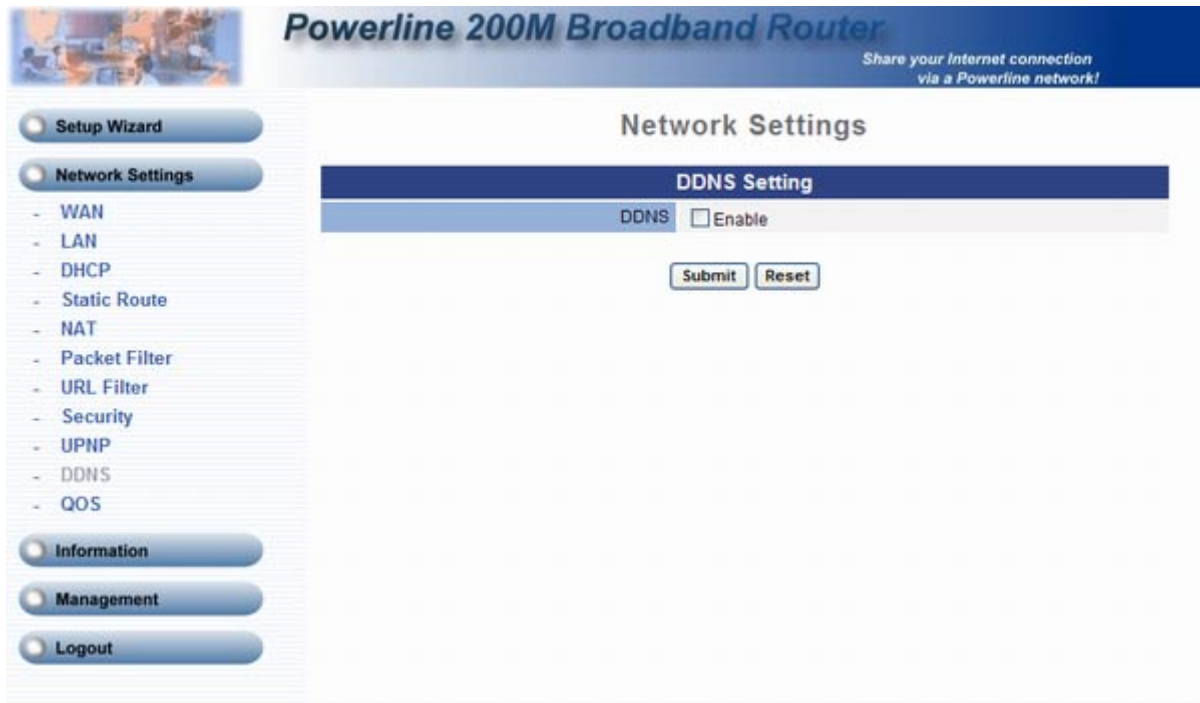 Powerline 200M Broadband Router
Share your Internet connection
via a Powerline network!
Setup Wizard
Network Settings
- WAN
- LAN
- DHCP
- Static Route
- NAT
- Packet Filter
- URL Filter
- Security
- UPNP
- DDNS
- QOS
Information
Management
Logout
Network Settings
DDNS Setting
DDNS Enable
Submit Reset